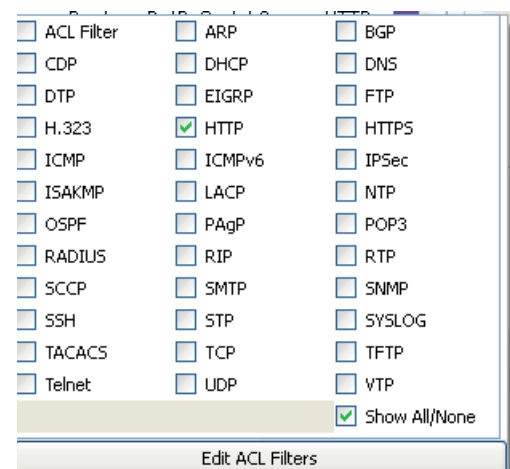 ACL Filter ARP BGP
CDP DHCP DNS
DTP EIGRP FTP
H.323 HTTP HTTPS
ICMP ICMPv6 IPSec
ISAKMP LACP NTP
OSPF PAgP POP3
RADIUS RIP RTP
SCCP SMTP SNMP
SSH STP SYSLOG
TACACS TCP TFTP
Telnet UDP VTP
Show All/None
Edit ACL Filters